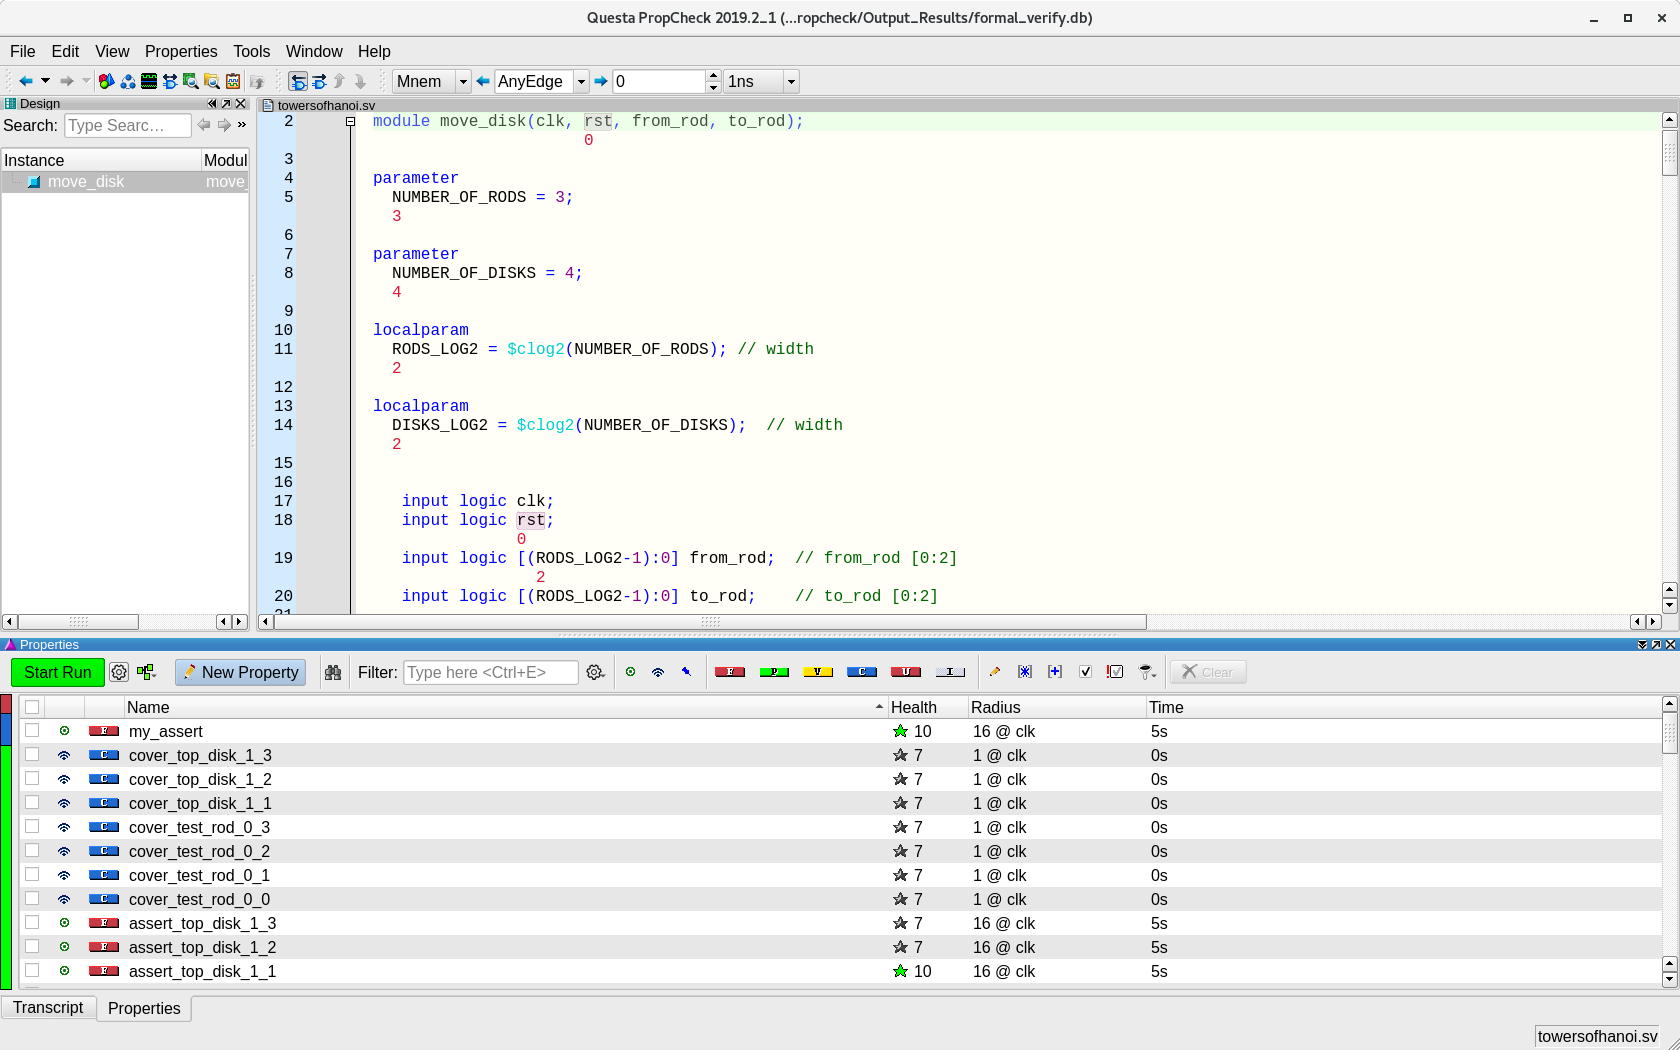 Questa PropCheck 2019.2_1 (...ropcheck/Output_Results/formal_verify.db)
File Edit View Properties Tools Window Help
Mnem AnyEdge 0 1ns
Design
Search: Type Searc...
Instance Modul
move_disk move_
towersofhanoi.sv
2 module move_disk(clk, rst, from_rod, to_rod);
0
3
4 parameter
5 NUMBER_OF_RODS = 3;
3
6
7 parameter
8 NUMBER_OF_DISKS = 4;
4
9
10 localparam
11 RODS_LOG2 = $clog2(NUMBER_OF_RODS); // width
2
12
13 localparam
14 DISKS_LOG2 = $clog2(NUMBER_OF_DISKS);  // width
2
15
16
17 input logic clk;
18 input logic rst;
0
19 input logic [(RODS_LOG2-1):0] from_rod;  // from_rod [0:2]
2
20 input logic [(RODS_LOG2-1):0] to_rod;    // to_rod [0:2]
21
Properties
Start Run New Property Filter: Type here <Ctrl+E> F P V C U I Clear
Name Health Radius Time
F my_assert 10 16 @ clk 5s
C cover_top_disk_1_3 7 1 @ clk 0s
C cover_top_disk_1_2 7 1 @ clk 0s
C cover_top_disk_1_1 7 1 @ clk 0s
C cover_test_rod_0_3 7 1 @ clk 0s
C cover_test_rod_0_2 7 1 @ clk 0s
C cover_test_rod_0_1 7 1 @ clk 0s
C cover_test_rod_0_0 7 1 @ clk 0s
F assert_top_disk_1_3 7 16 @ clk 5s
F assert_top_disk_1_2 7 16 @ clk 5s
F assert_top_disk_1_1 10 16 @ clk 5s
Transcript Properties
towersofhanoi.sv